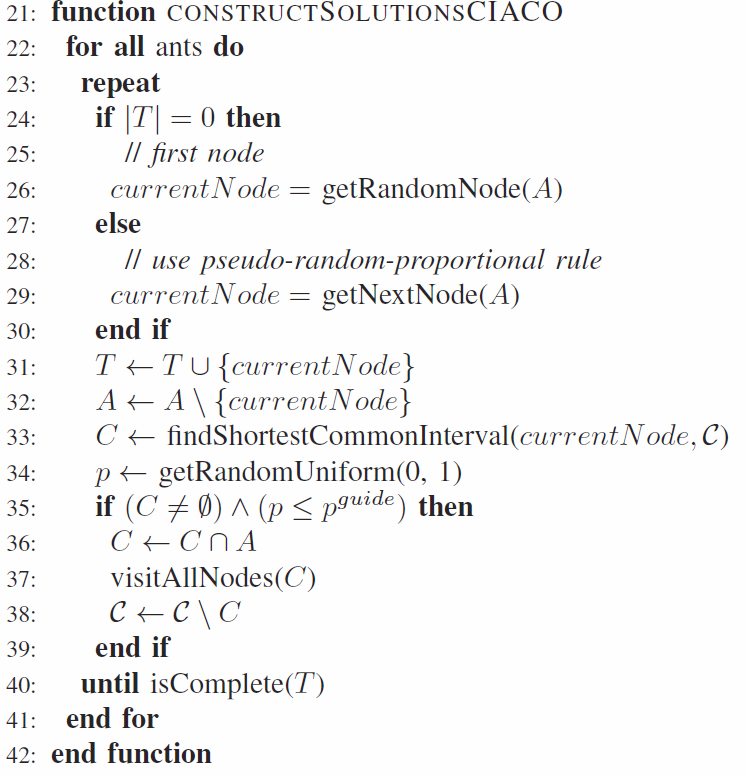 21: function CONSTRUCTSOLUTIONSCIACO
22: for all ants do
23: repeat
24: if |T| = 0 then
25: // first node
26: currentNode = getRandomNode(A)
27: else
28: // use pseudo-random-proportional rule
29: currentNode = getNextNode(A)
30: end if
31: T ← T ∪ {currentNode}
32: A ← A \ {currentNode}
33: C ← findShortestCommonInterval(currentNode, 𝒞)
34: p ← getRandomUniform(0, 1)
35: if (C ≠ ∅) ∧ (p ≤ p^{guide}) then
36: C ← C ∩ A
37: visitAllNodes(C)
38: 𝒞 ← 𝒞 \ C
39: end if
40: until isComplete(T)
41: end for
42: end function